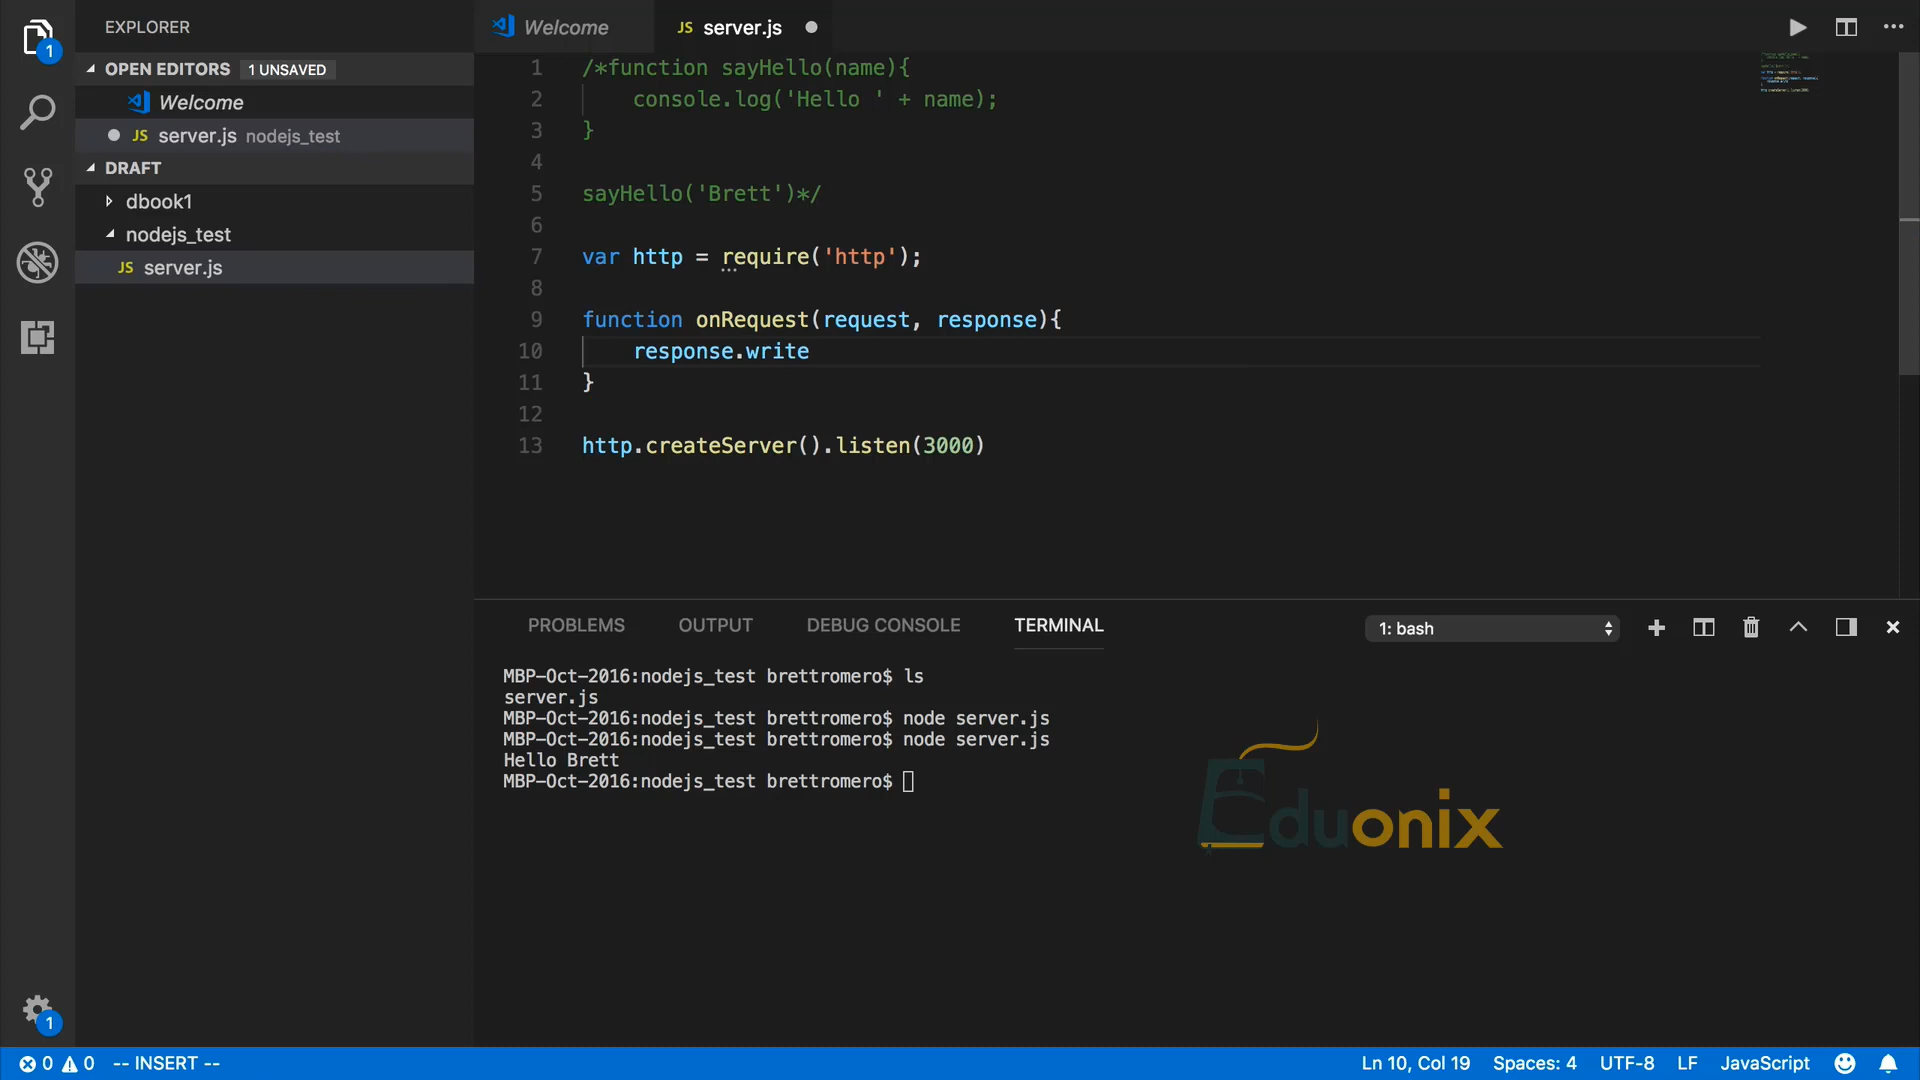 EXPLORER
OPEN EDITORS 1 UNSAVED
Welcome
JS server.js nodejs_test
DRAFT
dbook1
nodejs_test
JS server.js
1
1
Welcome
JS server.js
1 /*function sayHello(name){
2 console.log('Hello ' + name);
3 }
4
5 sayHello('Brett')*/
6
7 var http = require('http');
8
9 function onRequest(request, response){
10 response.write
11 }
12
13 http.createServer().listen(3000)
PROBLEMS OUTPUT DEBUG CONSOLE TERMINAL 1: bash
MBP-Oct-2016:nodejs_test brettromero$ ls
server.js
MBP-Oct-2016:nodejs_test brettromero$ node server.js
MBP-Oct-2016:nodejs_test brettromero$ node server.js
Hello Brett
MBP-Oct-2016:nodejs_test brettromero$
Eduonix
0 0 -- INSERT -- Ln 10, Col 19 Spaces: 4 UTF-8 LF JavaScript